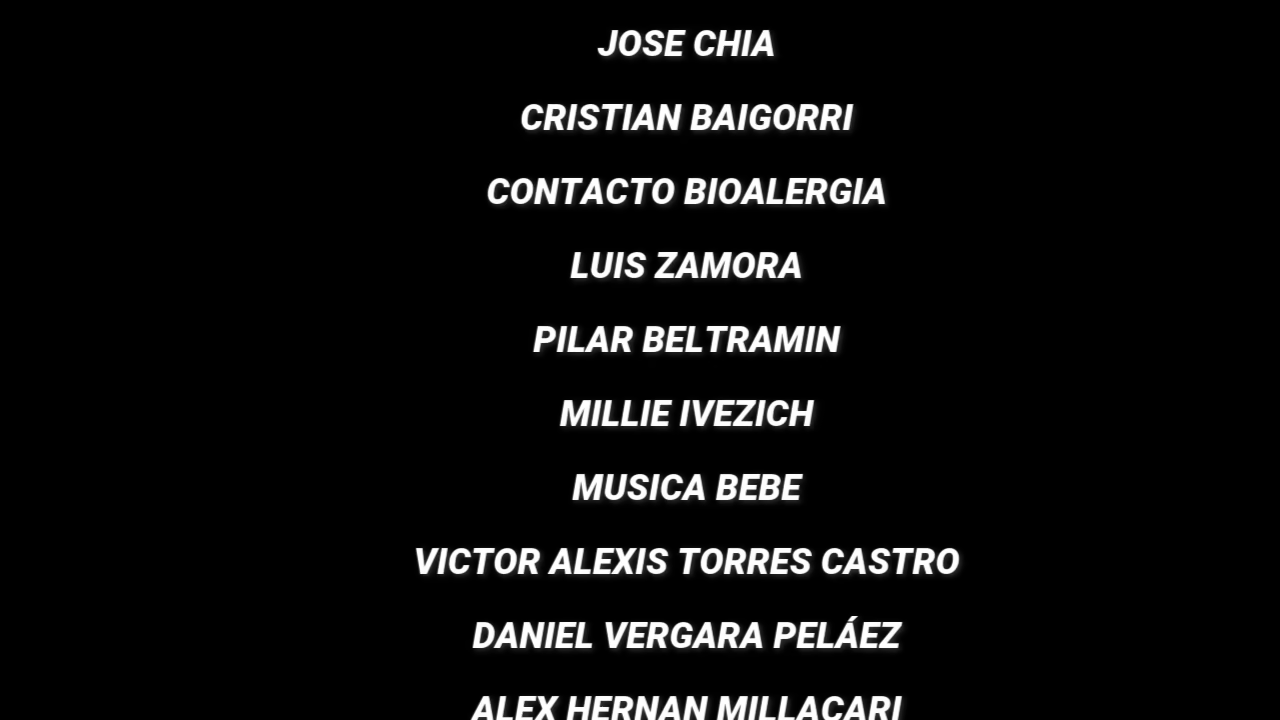 JOSE CHIA
CRISTIAN BAIGORRI
CONTACTO BIOALERGIA
LUIS ZAMORA
PILAR BELTRAMIN
MILLIE IVEZICH
MUSICA BEBE
VICTOR ALEXIS TORRES CASTRO
DANIEL VERGARA PELÁEZ
ALEX HERNAN MILLACARI